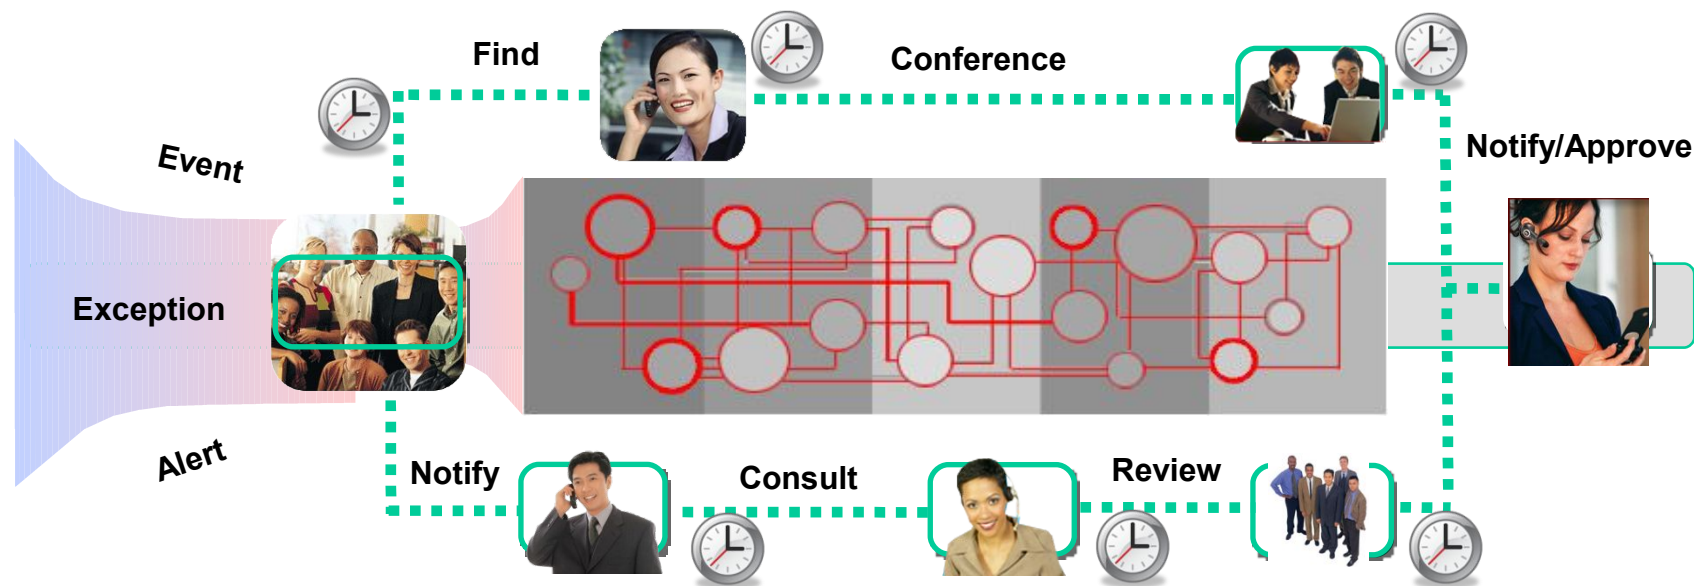 Find
Conference
Event
Notify/Approve
Exception
Alert
Notify
Consult
Review